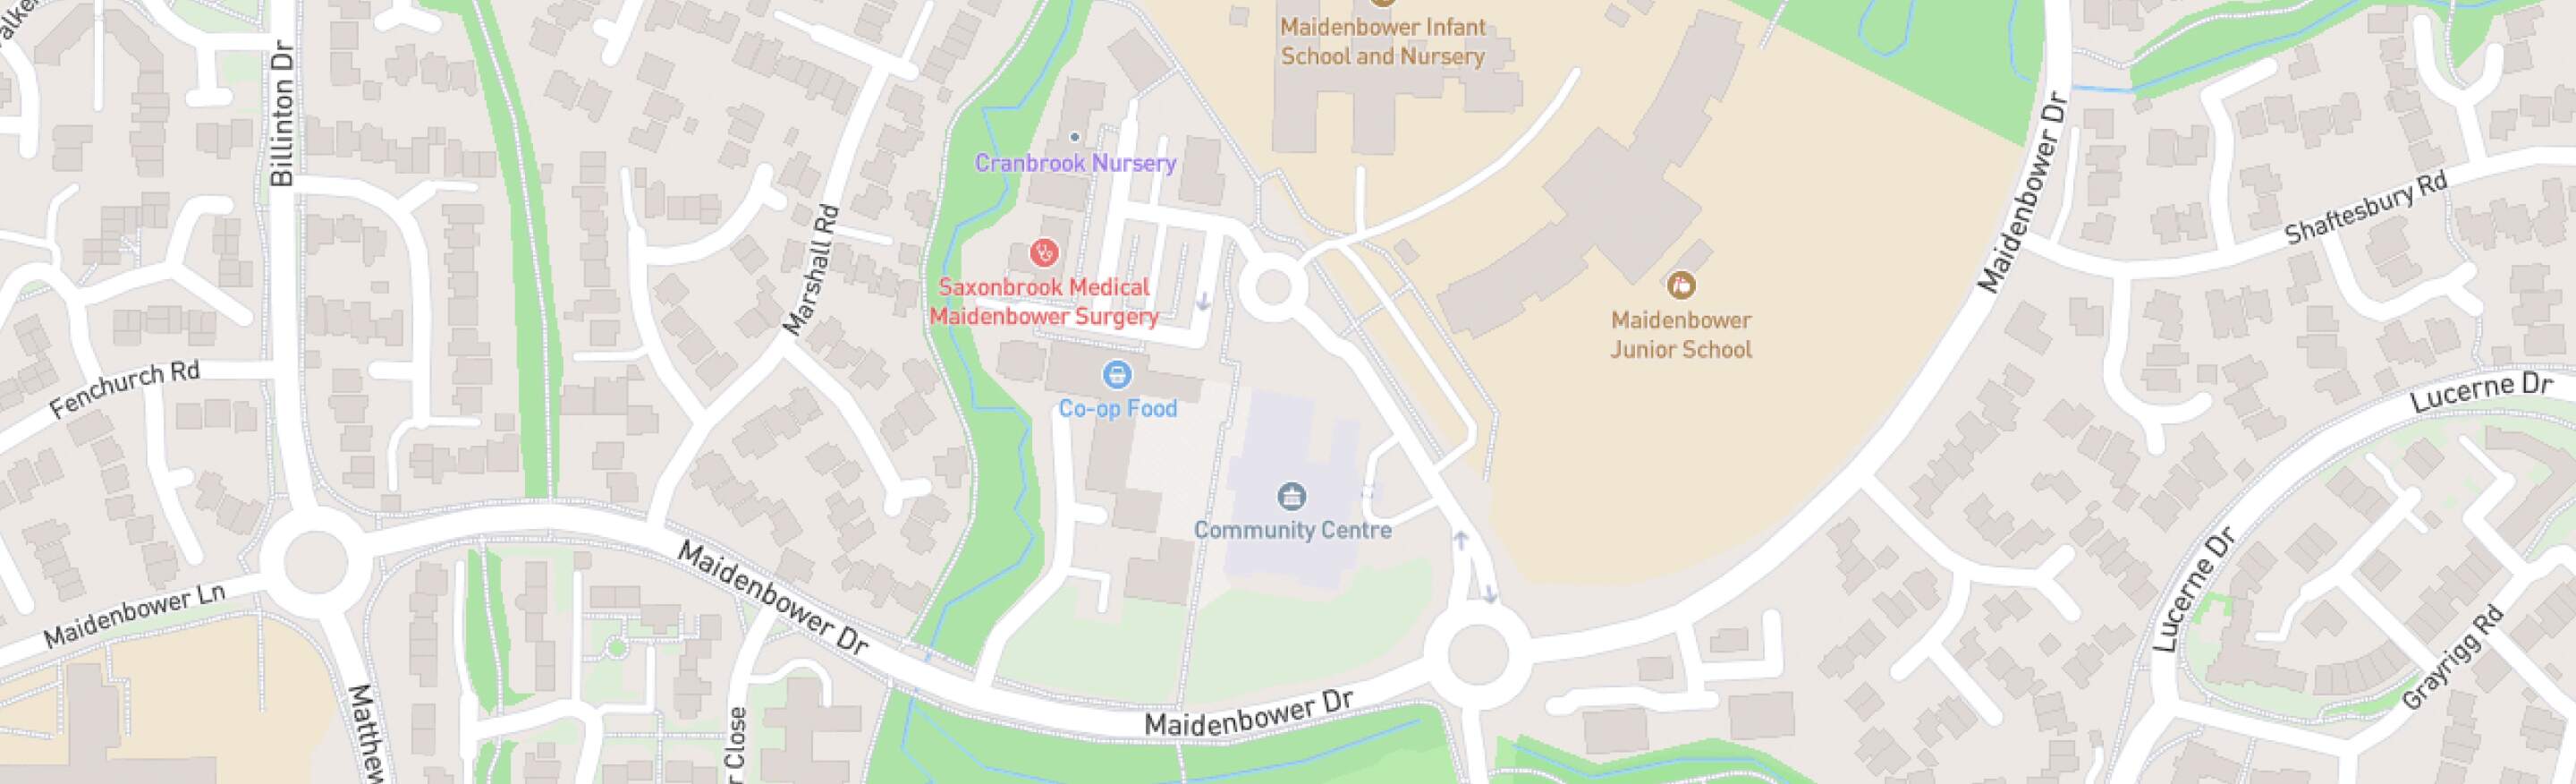 Maidenbower Infant
School and Nursery
Billinton Dr
Cranbrook Nursery
Maidenbower Dr
Shaftesbury Rd
Marshall Rd
Saxonbrook Medical
Maidenbower Surgery
Maidenbower
Junior School
Fenchurch Rd
Co-op Food
Lucerne Dr
Community Centre
Maidenbower Dr
Lucerne Dr
Maidenbower Ln
Grayrigg Rd
Maidenbower Dr
Matthew
r Close